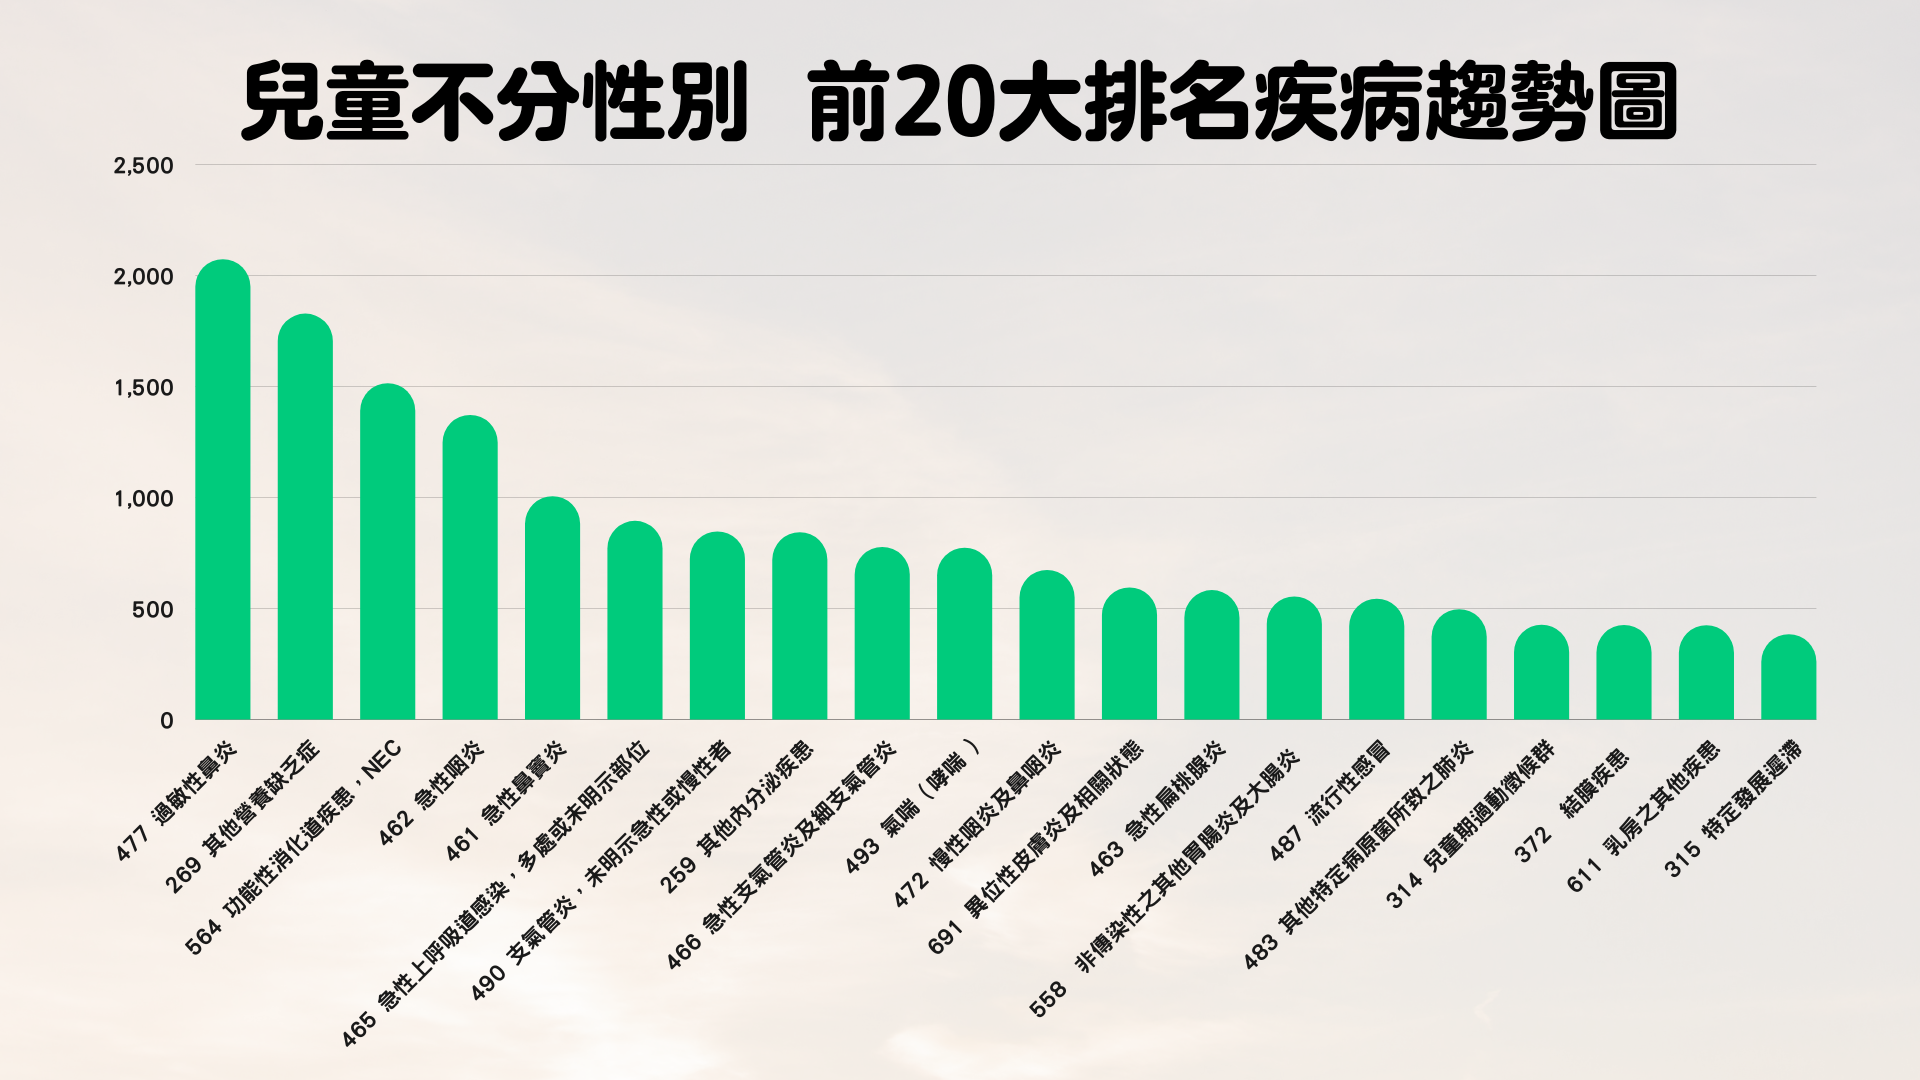 兒童不分性別 前20大排名疾病趨勢圖
2,500
2,000
1,500
1,000
500
0
477 過敏性鼻炎
269 其他營養缺乏症
564 功能性消化道疾患，NEC
462 急性咽炎
461 急性鼻竇炎
465 急性上呼吸道感染，多處或未明示部位
490 支氣管炎，未明示急性或慢性者
259 其他內分泌疾患
466 急性支氣管炎及細支氣管炎
493 氣喘（哮喘）
472 慢性咽炎及鼻咽炎
691 異位性皮膚炎及相關狀態
463 急性扁桃腺炎
558 非傳染性之其他胃腸炎及大腸炎
487 流行性感冒
483 其他特定病原菌所致之肺炎
314 兒童期過動徵候群
372 結膜疾患
611 乳房之其他疾患
315 特定發展遲滯